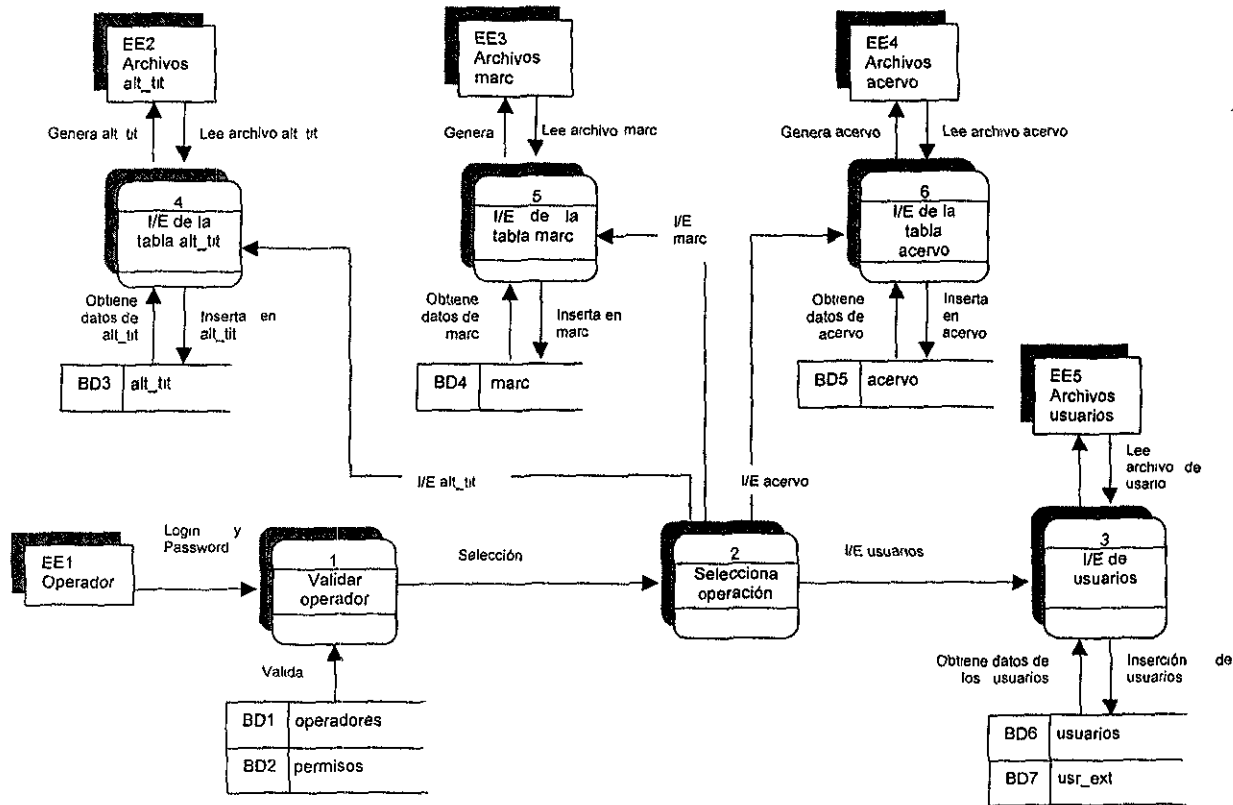 EE2
Archivos
alt_tit
EE3
Archivos
marc
EE4
Archivos
acervo
Genera alt tit
Lee archivo alt tit
Genera
Lee archivo marc
Genera acervo
Lee archivo acervo
4
I/E de la
tabla alt_tit
5
I/E de la
tabla marc
I/E
marc
6
I/E de la
tabla
acervo
Obtiene
datos de
alt_tit
Inserta en
alt_tit
Obtiene
datos de
marc
Inserta en
marc
Obtiene
datos de
acervo
Inserta
en
acervo
BD3 alt_tit
BD4 marc
BD5 acervo
EE5
Archivos
usuarios
Lee
archivo de
usario
I/E alt_tit
I/E acervo
Login y
Password
EE1
Operador
1
Validar
operador
Selección
2
Selecciona
operación
I/E usuarios
3
I/E de
usuarios
Valida
Obtiene datos de
los usuarios
Inserción de
usuarios
BD1 operadores
BD2 permisos
BD6 usuarios
BD7 usr_ext